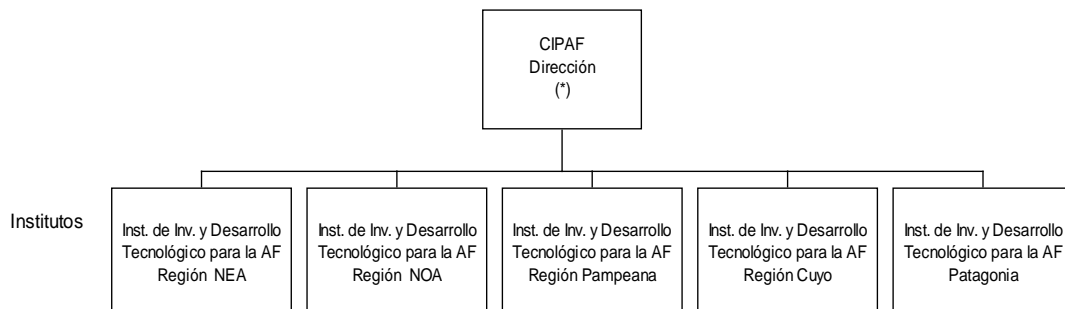 CIPAF
Dirección
(*)
Institutos
Inst. de Inv. y Desarrollo
Tecnológico para la AF
Región NEA
Inst. de Inv. y Desarrollo
Tecnológico para la AF
Región NOA
Inst. de Inv. y Desarrollo
Tecnológico para la AF
Región Pampeana
Inst. de Inv. y Desarrollo
Tecnológico para la AF
Región Cuyo
Inst. de Inv. y Desarrollo
Tecnológico para la AF
Patagonia